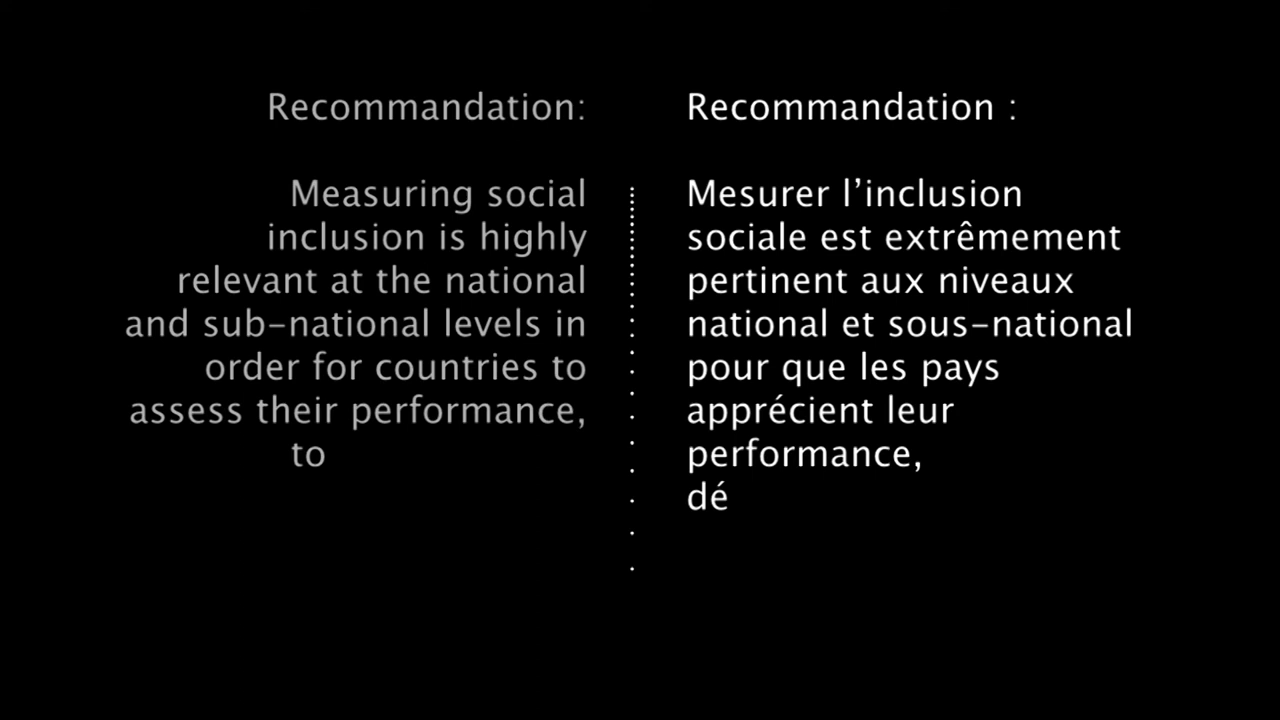 Recommandation:
Measuring social
inclusion is highly
relevant at the national
and sub-national levels in
order for countries to
assess their performance,
to
Recommandation :
Mesurer l’inclusion
sociale est extrêmement
pertinent aux niveaux
national et sous-national
pour que les pays
apprécient leur
performance,
dé